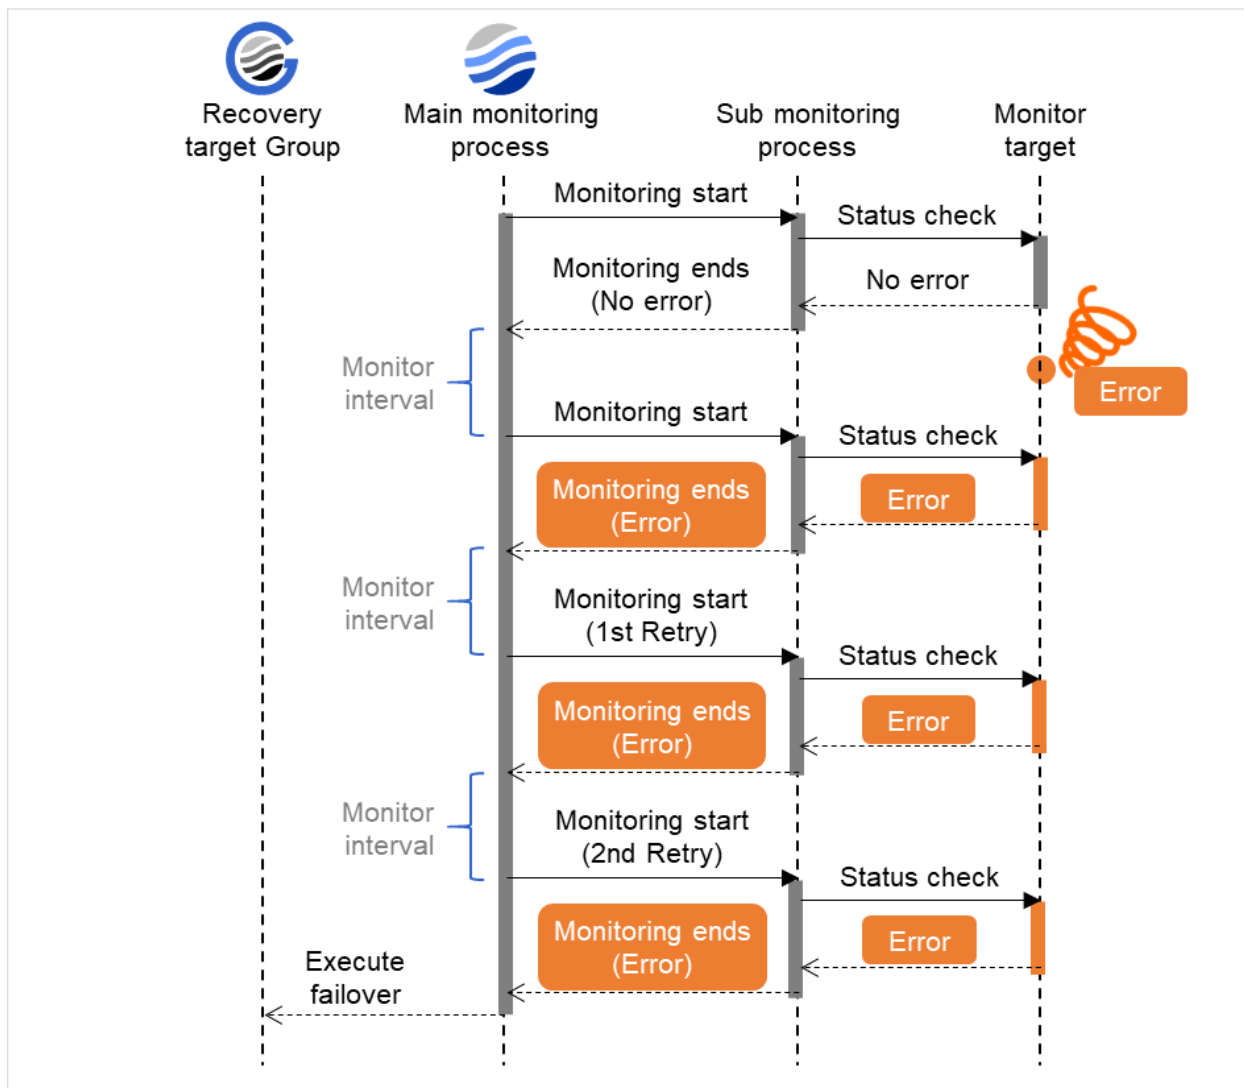 Recovery
target Group
Main monitoring
process
Sub monitoring
process
Monitor
target
Monitoring start
Status check
Monitoring ends
(No error)
No error
Monitor
interval
Error
Monitoring start
Status check
Monitoring ends
(Error)
Error
Monitor
interval
Monitoring start
(1st Retry)
Status check
Monitoring ends
(Error)
Error
Monitor
interval
Monitoring start
(2nd Retry)
Status check
Monitoring ends
(Error)
Error
Execute
failover